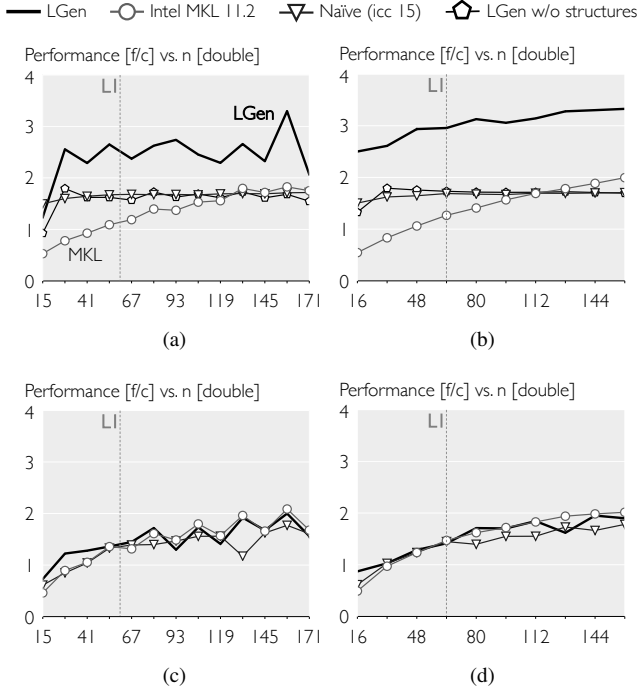 LGen Intel MKL 11.2 Naïve (icc 15) LGen w/o structures
Performance [f/c] vs. n [double]
4
3
2
1
0
L1
LGen
MKL
15 41 67 93 119 145 171
(a)
Performance [f/c] vs. n [double]
4
3
2
1
0
L1
16 48 80 112 144
(b)
Performance [f/c] vs. n [double]
4
3
2
1
0
L1
15 41 67 93 119 145 171
(c)
Performance [f/c] vs. n [double]
4
3
2
1
0
L1
16 48 80 112 144
(d)